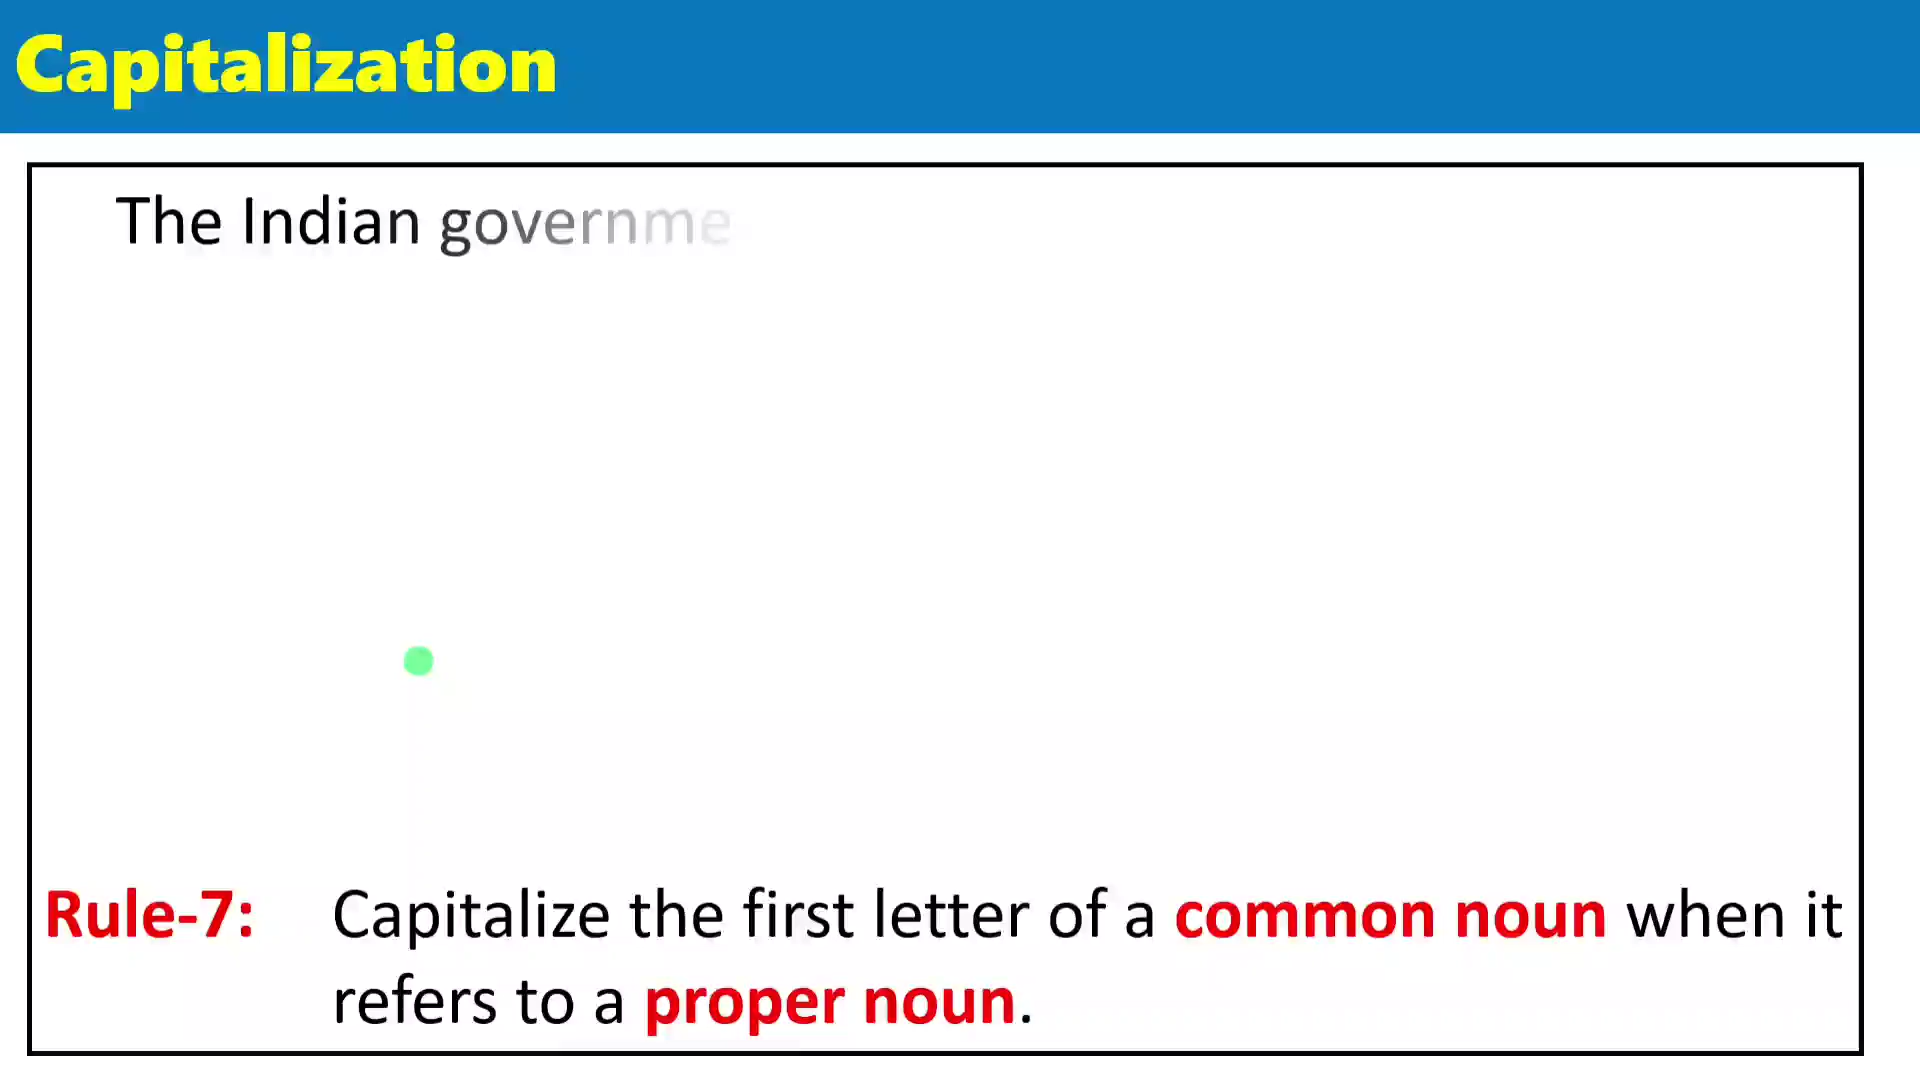 Capitalization
The Indian governme
Rule-7: Capitalize the first letter of a common noun when it
refers to a proper noun.